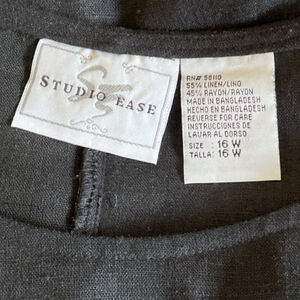 STUDIO EASE
RN# 58110
55% LINEN/LINO
45% RAYON/RAYON
MADE IN BANGLADESH
HECHO EN BANGLADESH
REVERSE FOR CARE
INSTRUCCIONES DE
LAVAR AL DORSO
SIZE : 16 W
TALLA: 16 W